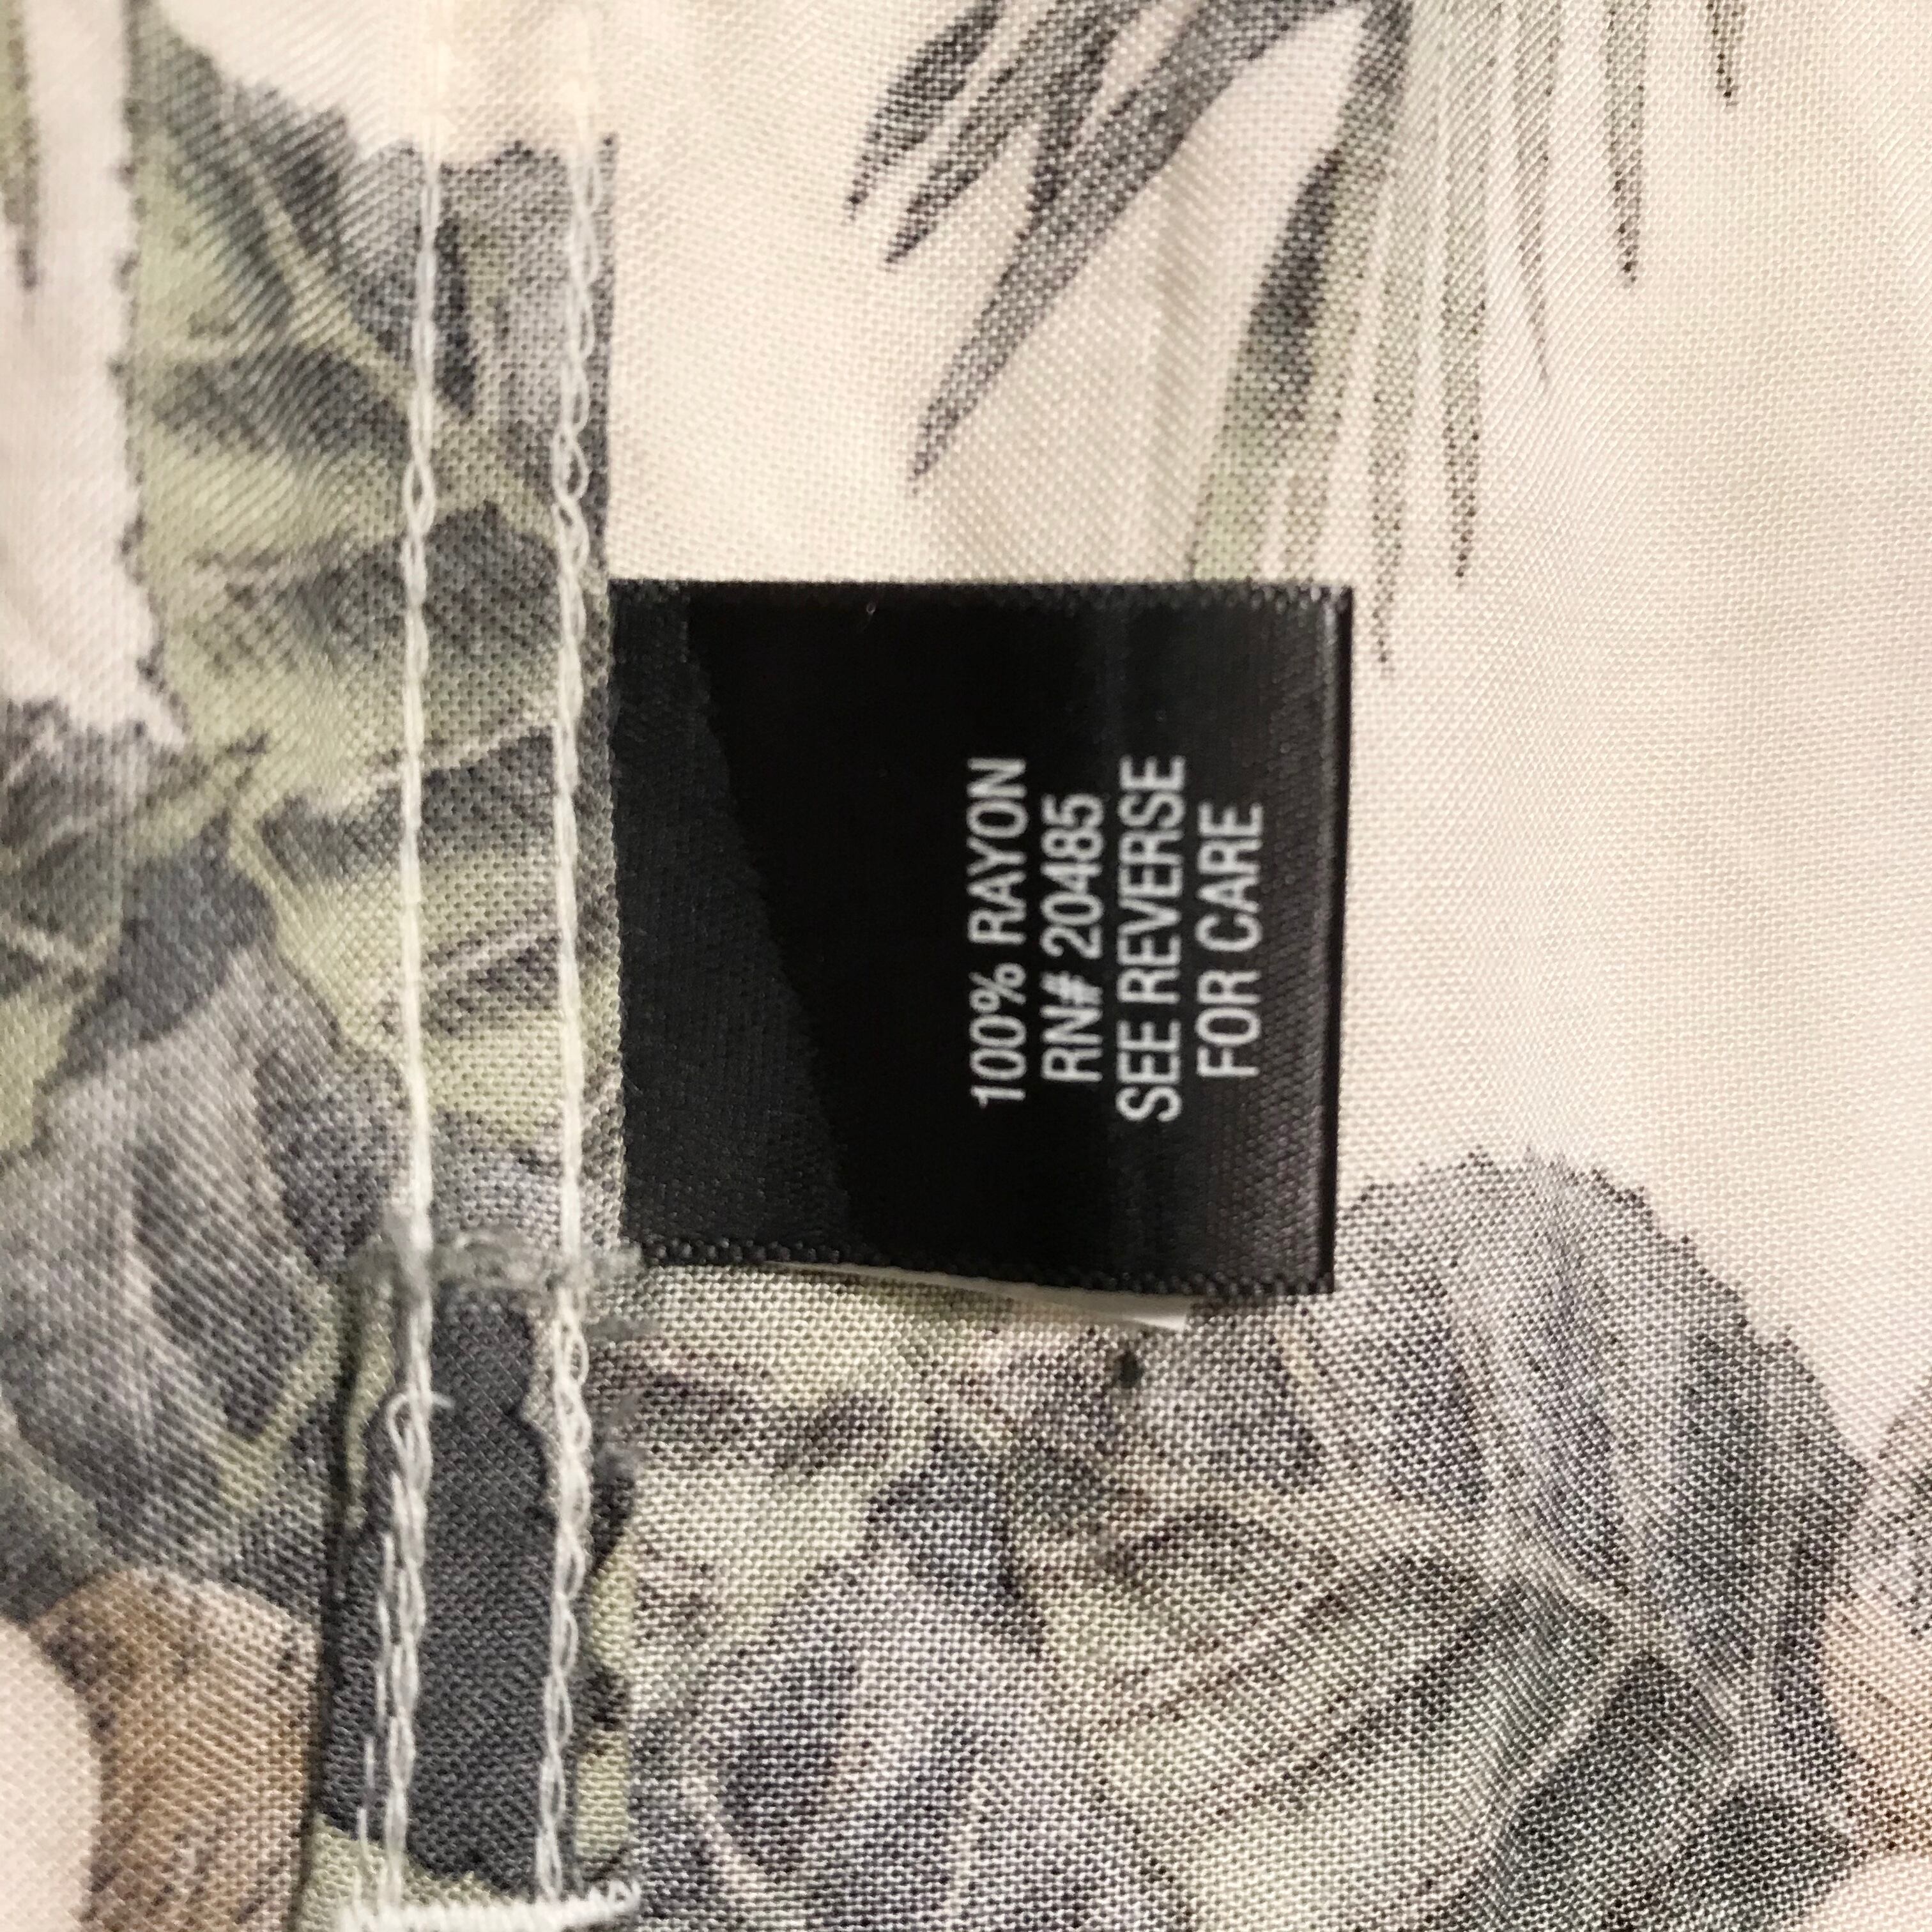 100% RAYON
RN# 20485
SEE REVERSE
FOR CARE